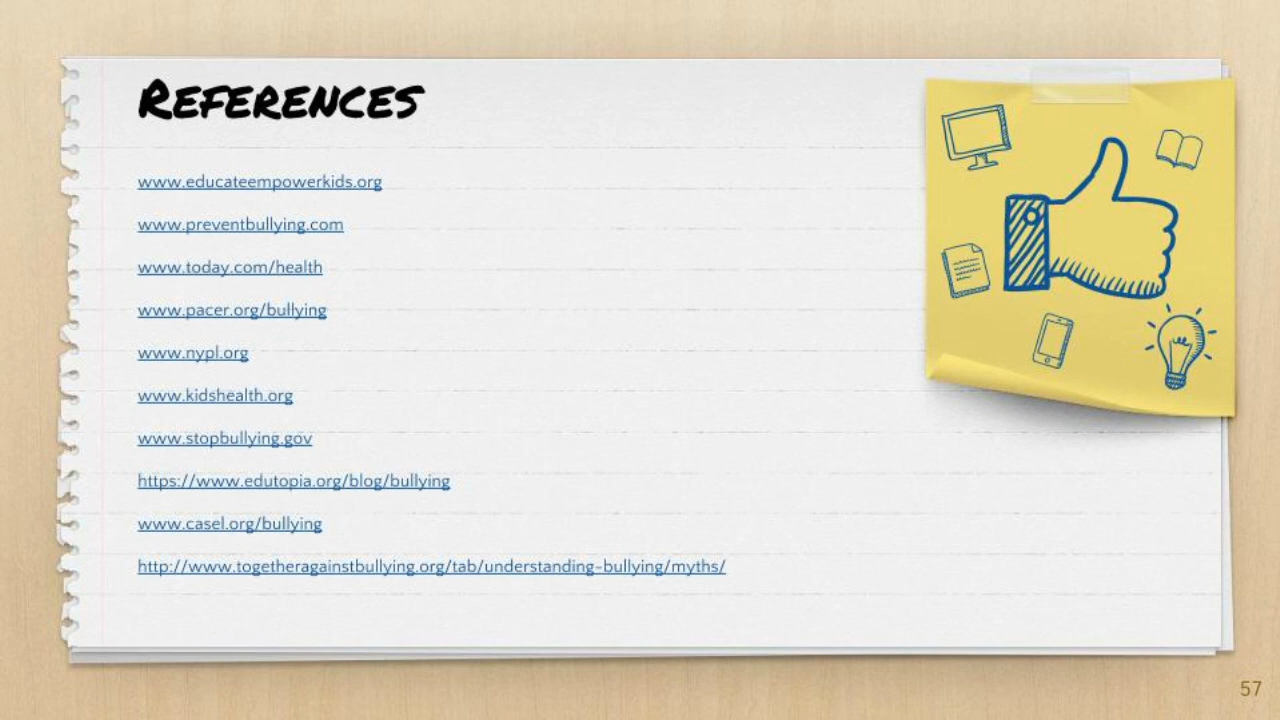 References
www.educateempowerkids.org
www.preventbullying.com
www.today.com/health
www.pacer.org/bullying
www.nypl.org
www.kidshealth.org
www.stopbullying.gov
https://www.edutopia.org/blog/bullying
www.casel.org/bullying
http://www.togetheragainstbullying.org/tab/understanding-bullying/myths/
57